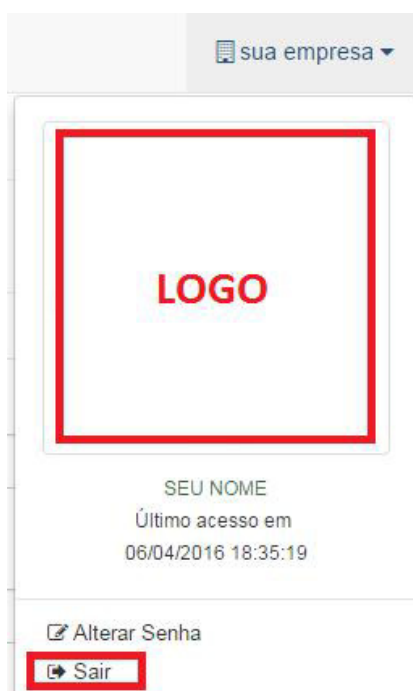 sua empresa
LOGO
SEU NOME
Último acesso em
06/04/2016 18:35:19
Alterar Senha
Sair